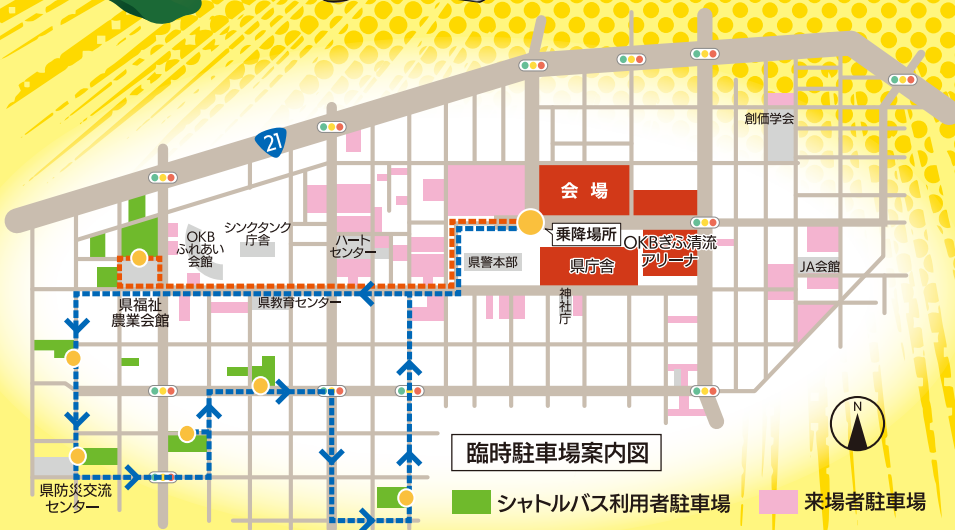 創価学会
21
会場
シンクタンク
庁舎
OKB
ふれあい
会館
ハート
センター
乗降場所
OKBぎふ清流
アリーナ
県警本部
県庁舎
JA会館
県教育センター
神社庁
県福祉
農業会館
N
臨時駐車場案内図
県防災交流
センター
シャトルバス利用者駐車場
来場者駐車場